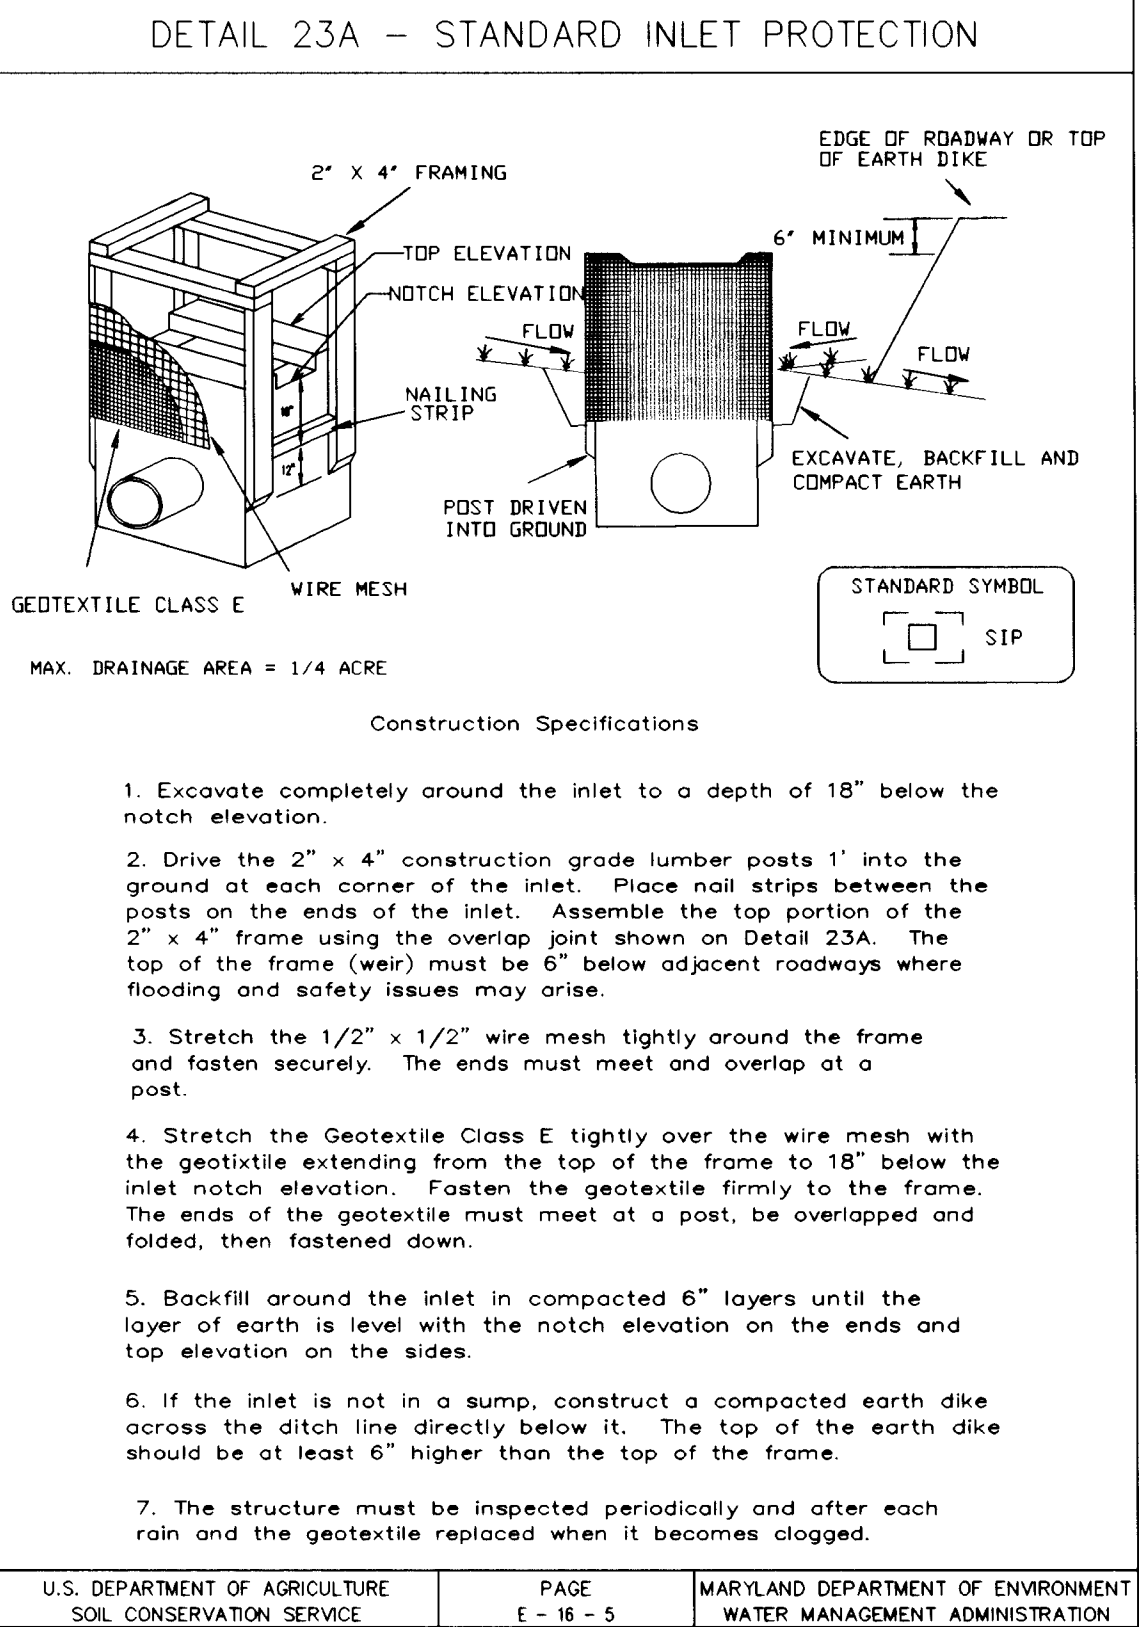 DETAIL 23A – STANDARD INLET PROTECTION
EDGE OF ROADWAY OR TOP
OF EARTH DIKE
2" X 4" FRAMING
6" MINIMUM
TOP ELEVATION
NOTCH ELEVATION
FLOW
FLOW
FLOW
NAILING
STRIP
18"
12"
EXCAVATE, BACKFILL AND
COMPACT EARTH
POST DRIVEN
INTO GROUND
WIRE MESH
GEOTEXTILE CLASS E
STANDARD SYMBOL
SIP
MAX. DRAINAGE AREA = 1/4 ACRE
Construction Specifications
1. Excavate completely around the inlet to a depth of 18" below the
notch elevation.
2. Drive the 2" x 4" construction grade lumber posts 1' into the
ground at each corner of the inlet. Place nail strips between the
posts on the ends of the inlet. Assemble the top portion of the
2" x 4" frame using the overlap joint shown on Detail 23A. The
top of the frame (weir) must be 6" below adjacent roadways where
flooding and safety issues may arise.
3. Stretch the 1/2" x 1/2" wire mesh tightly around the frame
and fasten securely. The ends must meet and overlap at a
post.
4. Stretch the Geotextile Class E tightly over the wire mesh with
the geotixtile extending from the top of the frame to 18" below the
inlet notch elevation. Fasten the geotextile firmly to the frame.
The ends of the geotextile must meet at a post, be overlapped and
folded, then fastened down.
5. Backfill around the inlet in compacted 6" layers until the
layer of earth is level with the notch elevation on the ends and
top elevation on the sides.
6. If the inlet is not in a sump, construct a compacted earth dike
across the ditch line directly below it. The top of the earth dike
should be at least 6" higher than the top of the frame.
7. The structure must be inspected periodically and after each
rain and the geotextile replaced when it becomes clogged.
U.S. DEPARTMENT OF AGRICULTURE
SOIL CONSERVATION SERVICE
PAGE
E - 16 - 5
MARYLAND DEPARTMENT OF ENVIRONMENT
WATER MANAGEMENT ADMINISTRATION